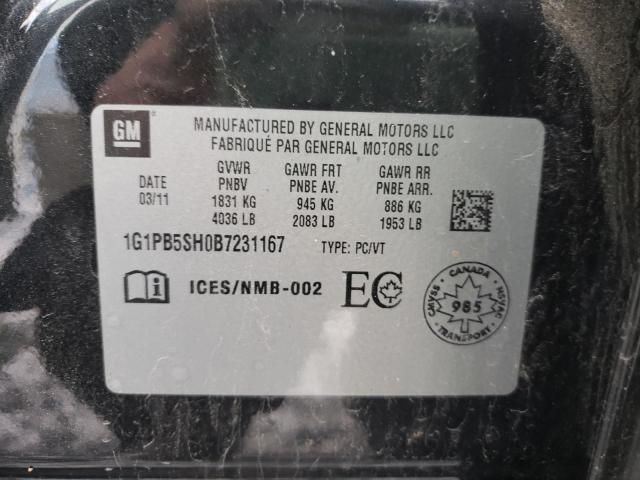 GM
MANUFACTURED BY GENERAL MOTORS LLC
FABRIQUÉ PAR GENERAL MOTORS LLC
GVWR GAWR FRT GAWR RR
DATE PNBV PNBE AV. PNBE ARR.
03/11 1831 KG 945 KG 886 KG
4036 LB 2083 LB 1953 LB
1G1PB5SH0B7231167 TYPE: PC/VT
i ICES/NMB-002 EC
CANADA
CMVSS 985 NSVAC
TRANSPORT